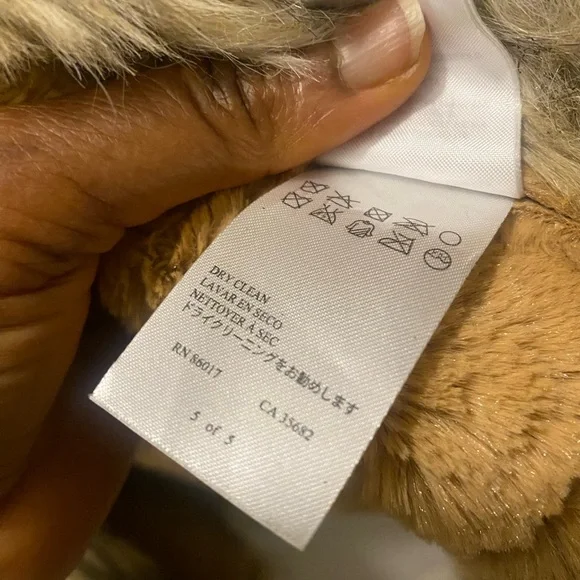 DRY CLEAN
LAVAR EN SECO
NETTOYER À SEC
ドライクリーニングをお勧めします
RN 86017
CA 35682
5 of 5